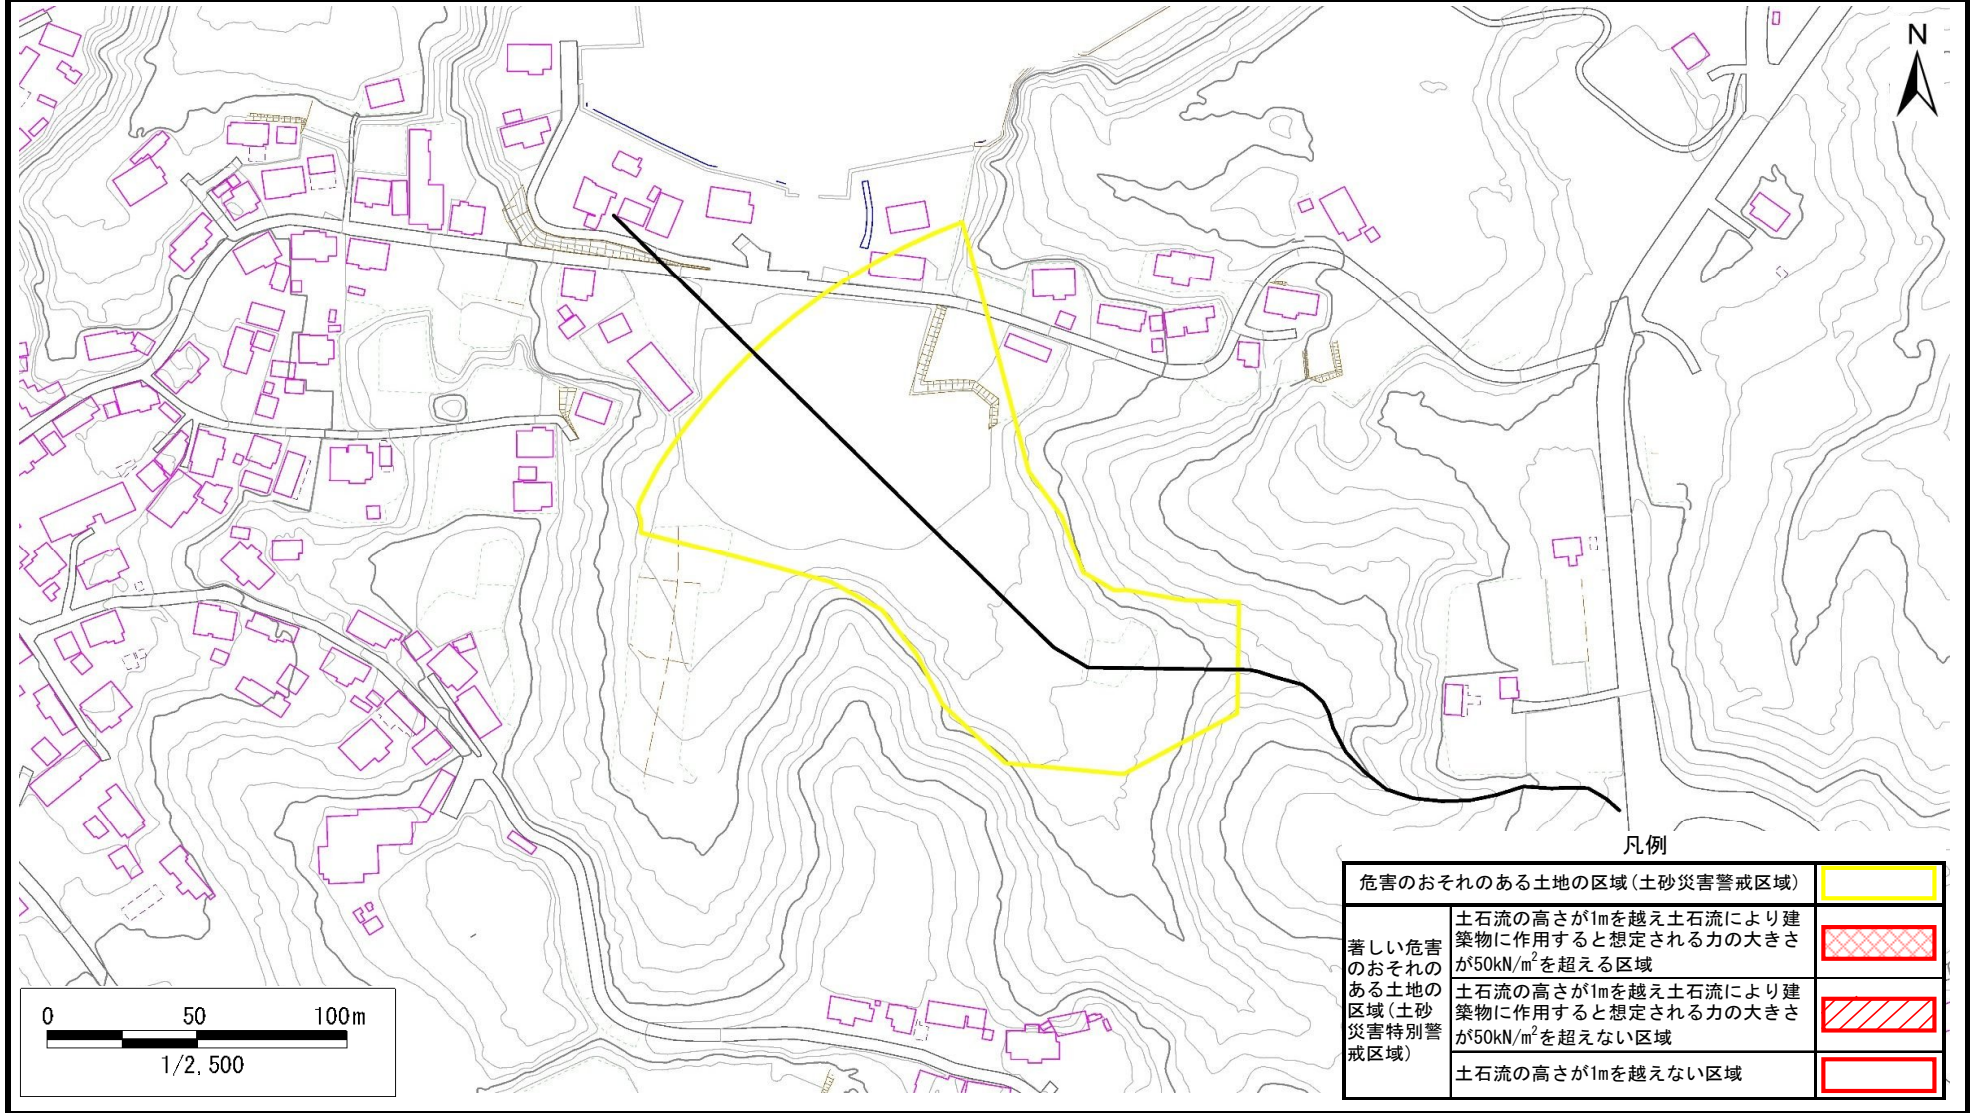 N
凡例
危害のおそれのある土地の区域(土砂災害警戒区域)
著しい危害
のおそれの
ある土地の
区域(土砂
災害特別警
戒区域)
土石流の高さが1mを越え土石流により建
築物に作用すると想定される力の大きさ
が50kN/m²を超える区域
土石流の高さが1mを越え土石流により建
築物に作用すると想定される力の大きさ
が50kN/m²を超えない区域
土石流の高さが1mを越えない区域
0 50 100m
1/2,500